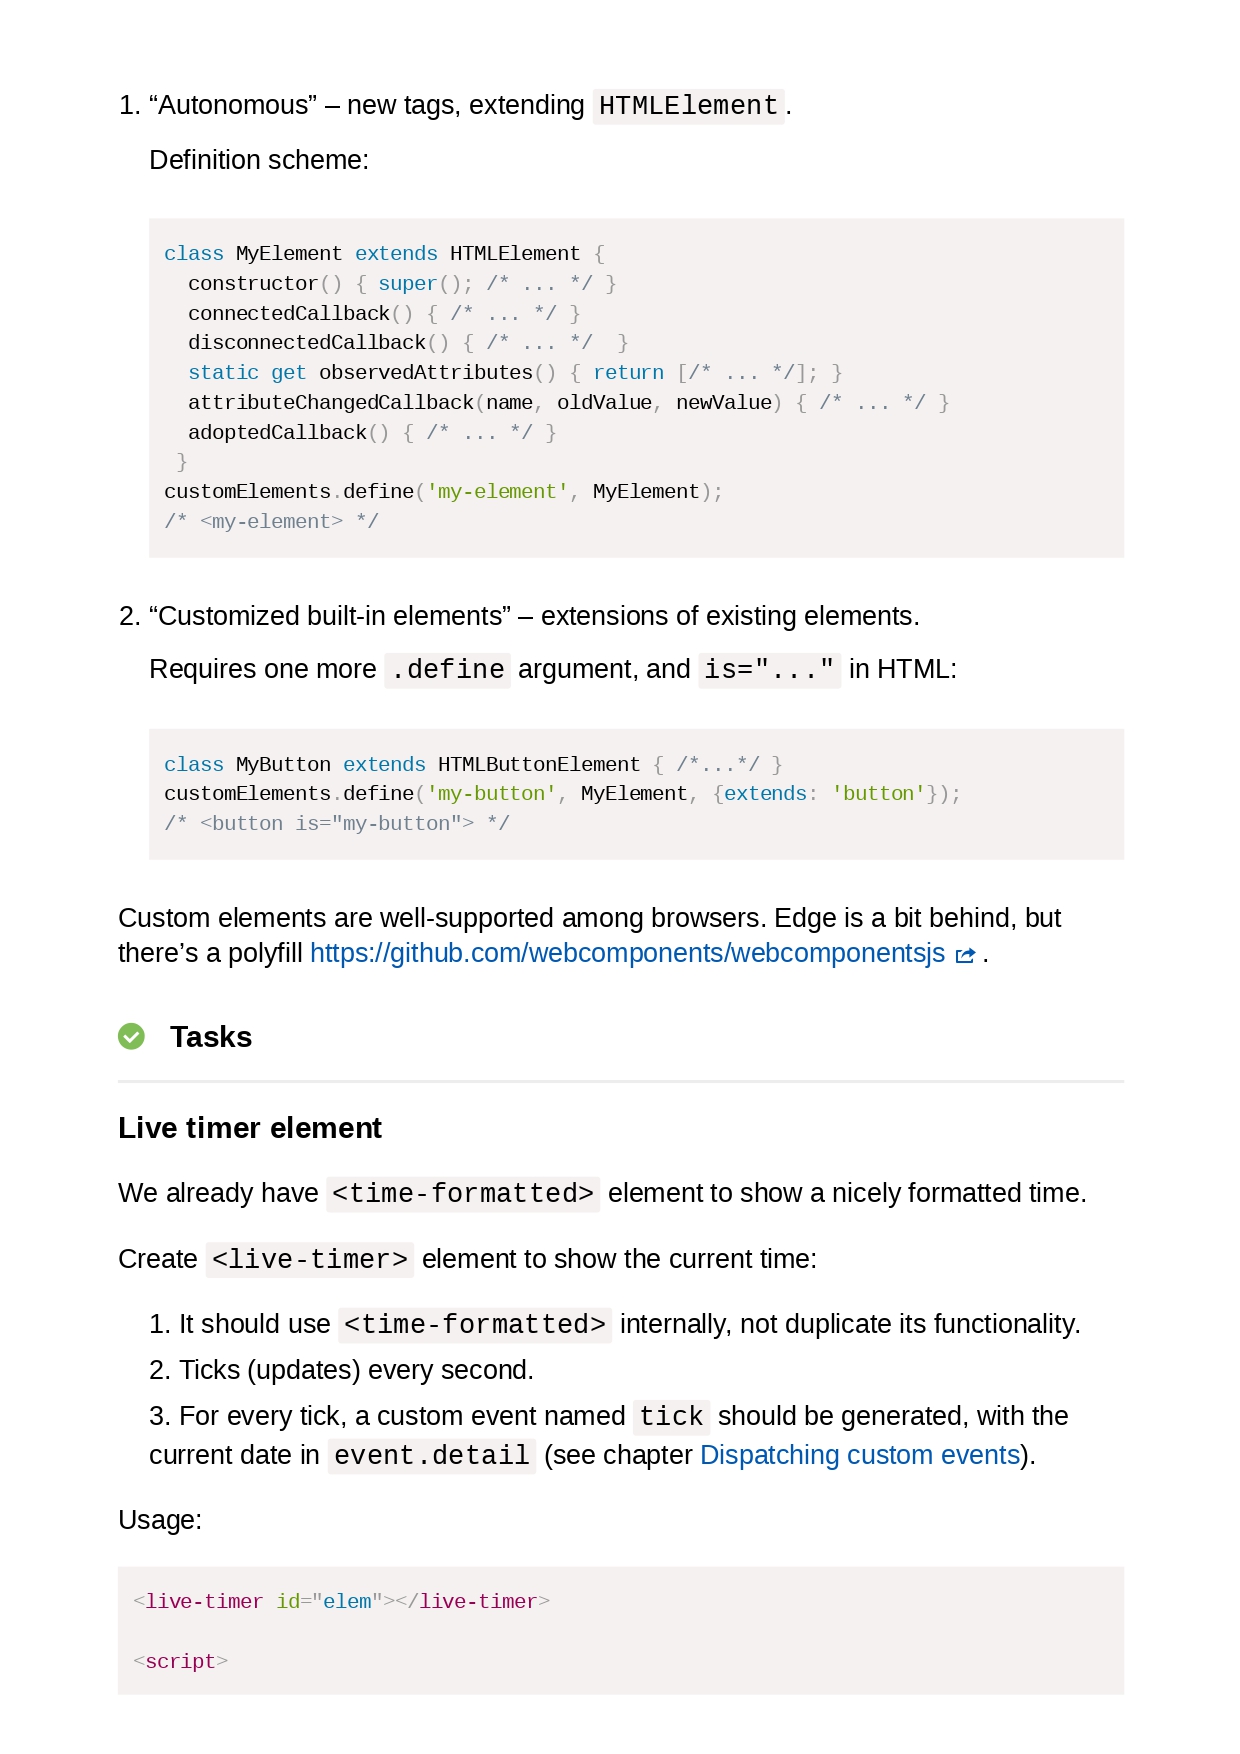 1. “Autonomous” – new tags, extending HTMLElement.
Definition scheme:
class MyElement extends HTMLElement {
  constructor() { super(); /* ... */ }
  connectedCallback() { /* ... */ }
  disconnectedCallback() { /* ... */  }
  static get observedAttributes() { return [/* ... */]; }
  attributeChangedCallback(name, oldValue, newValue) { /* ... */ }
  adoptedCallback() { /* ... */ }
 }
customElements.define('my-element', MyElement);
/* <my-element> */
2. “Customized built-in elements” – extensions of existing elements.
Requires one more .define argument, and is="..." in HTML:
class MyButton extends HTMLButtonElement { /*...*/ }
customElements.define('my-button', MyElement, {extends: 'button'});
/* <button is="my-button"> */
Custom elements are well-supported among browsers. Edge is a bit behind, but
there’s a polyfill https://github.com/webcomponents/webcomponentsjs .
Tasks
Live timer element
We already have <time-formatted> element to show a nicely formatted time.
Create <live-timer> element to show the current time:
1. It should use <time-formatted> internally, not duplicate its functionality.
2. Ticks (updates) every second.
3. For every tick, a custom event named tick should be generated, with the
current date in event.detail (see chapter Dispatching custom events).
Usage:
<live-timer id="elem"></live-timer>
<script>